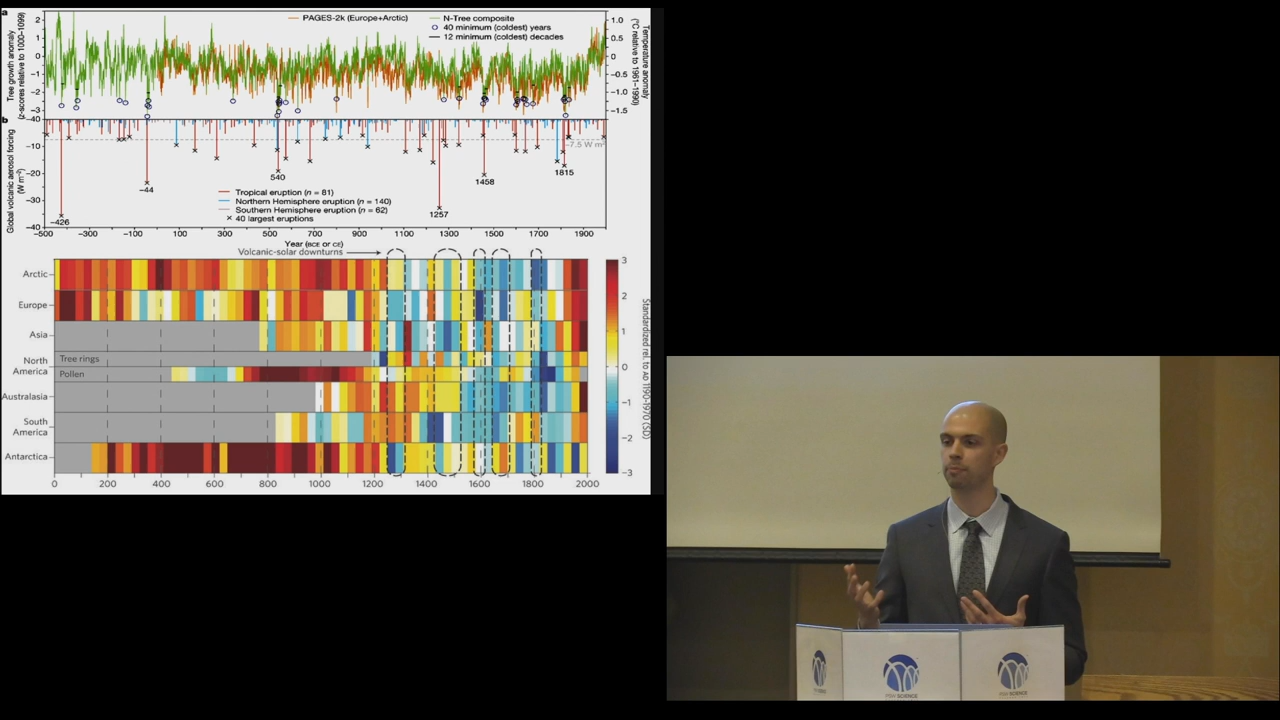 a
PAGES-2k (Europe+Arctic)
N-Tree composite
40 minimum (coldest) years
12 minimum (coldest) decades
Tree growth anomaly
(z-scores relative to 1000–1099)
2
1
0
−1
−2
−3
−4
1.0
0.5
0
−0.5
−1.0
−1.5
Temperature anomaly
(°C relative to 1961–1990)
b
Global volcanic aerosol forcing
(W m−2)
0
−10
−20
−30
−40
−7.5 W m
−426
−44
540
1257
1458
1815
Tropical eruption (n = 81)
Northern Hemisphere eruption (n = 140)
Southern Hemisphere eruption (n = 62)
40 largest eruptions
−500 −300 −100 100 300 500 700 900 1100 1300 1500 1700 1900
Year (BCE or CE)
Volcanic-solar downturns
Arctic
Europe
Asia
North
America
Tree rings
Pollen
Australasia
South
America
Antarctica
0 200 400 600 800 1000 1200 1400 1600 1800 2000
3
2
1
0
−1
−2
−3
Standardized rel. to AD 1190–1970 (SD)
PSW SCIENCE
PSW SCIENCE